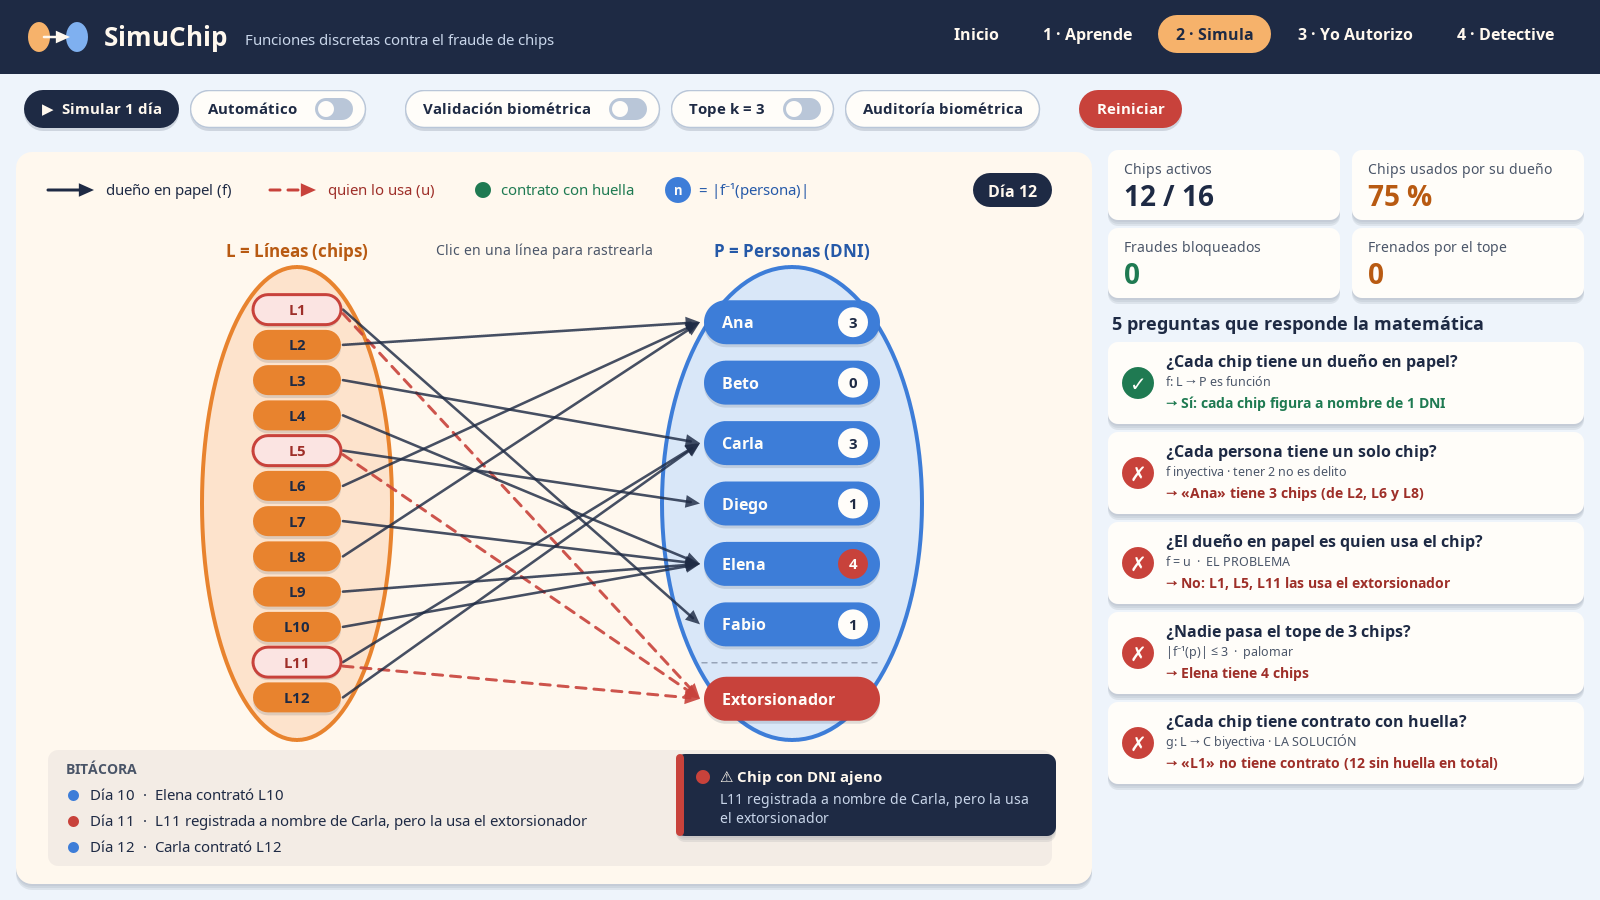 SimuChip
Funciones discretas contra el fraude de chips
Inicio
1 · Aprende
2 · Simula
3 · Yo Autorizo
4 · Detective
▶ Simular 1 día
Automático
Validación biométrica
Tope k = 3
Auditoría biométrica
Reiniciar
dueño en papel (f)
quien lo usa (u)
contrato con huella
n = |f⁻¹(persona)|
Día 12
L = Líneas (chips)
Clic en una línea para rastrearla
P = Personas (DNI)
L1
L2
L3
L4
L5
L6
L7
L8
L9
L10
L11
L12
Ana 3
Beto 0
Carla 3
Diego 1
Elena 4
Fabio 1
Extorsionador
BITÁCORA
Día 10 · Elena contrató L10
Día 11 · L11 registrada a nombre de Carla, pero la usa el extorsionador
Día 12 · Carla contrató L12
⚠ Chip con DNI ajeno
L11 registrada a nombre de Carla, pero la usa
el extorsionador
Chips activos
12 / 16
Chips usados por su dueño
75 %
Fraudes bloqueados
0
Frenados por el tope
0
5 preguntas que responde la matemática
✓ ¿Cada chip tiene un dueño en papel?
f: L → P es función
→ Sí: cada chip figura a nombre de 1 DNI
✗ ¿Cada persona tiene un solo chip?
f inyectiva · tener 2 no es delito
→ «Ana» tiene 3 chips (de L2, L6 y L8)
✗ ¿El dueño en papel es quien usa el chip?
f = u · EL PROBLEMA
→ No: L1, L5, L11 las usa el extorsionador
✗ ¿Nadie pasa el tope de 3 chips?
|f⁻¹(p)| ≤ 3 · palomar
→ Elena tiene 4 chips
✗ ¿Cada chip tiene contrato con huella?
g: L → C biyectiva · LA SOLUCIÓN
→ «L1» no tiene contrato (12 sin huella en total)